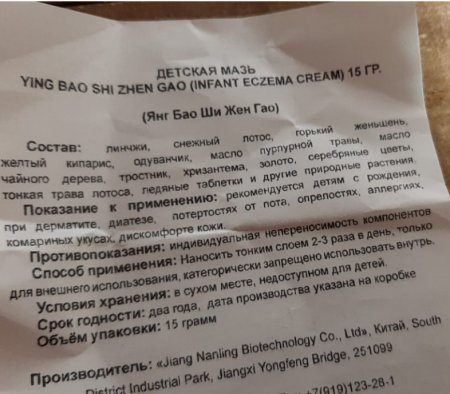 ДЕТСКАЯ МАЗЬ
YING BAO SHI ZHEN GAO (INFANT ECZEMA CREAM) 15 ГР.
(Янг Бао Ши Жен Гао)
Состав: линчжи, снежный лотос, горький женьшень,
желтый кипарис, одуванчик, масло пурпурной травы, масло
чайного дерева, тростник, хризантема, золото, серебряные цветы,
тонкая трава лотоса, ледяные таблетки и другие природные растения.
Показание к применению: рекомендуется детям с рождения,
при дерматите, диатезе, потертостях от пота, опрелостях, аллергиях,
комариных укусах, дискомфорте кожи.
Противопоказания: индивидуальная непереносимость компонентов
Способ применения: Наносить тонким слоем 2-3 раза в день, только
для внешнего использования, категорически запрещено использовать внутрь.
Условия хранения: в сухом месте, недоступном для детей.
Срок годности: два года, дата производства указана на коробке
Объём упаковки: 15 грамм
Производитель: «Jiang Nanling Biotechnology Co., Ltd», Китай, South
District Industrial Park, Jiangxi Yongfeng Bridge, 251099
+7(919)123-28-1